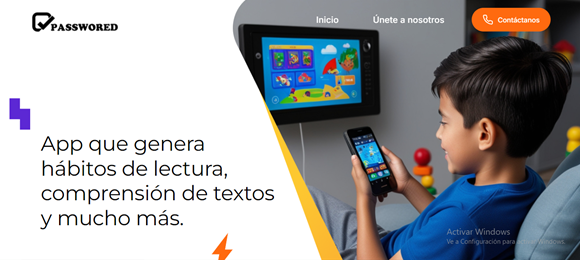 PASSWORED
Inicio
Únete a nosotros
Contáctanos
App que genera
hábitos de lectura,
comprensión de textos
y mucho más.
Activar Windows
Ve a Configuración para activar Windows.